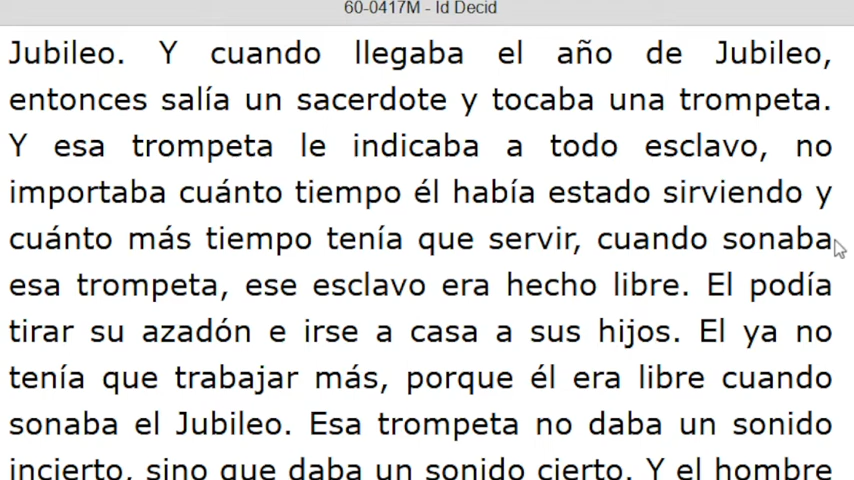 60-0417M - Id Decid
Jubileo. Y cuando llegaba el año de Jubileo,
entonces salía un sacerdote y tocaba una trompeta.
Y esa trompeta le indicaba a todo esclavo, no
importaba cuánto tiempo él había estado sirviendo y
cuánto más tiempo tenía que servir, cuando sonaba
esa trompeta, ese esclavo era hecho libre. El podía
tirar su azadón e irse a casa a sus hijos. El ya no
tenía que trabajar más, porque él era libre cuando
sonaba el Jubileo. Esa trompeta no daba un sonido
incierto, sino que daba un sonido cierto. Y el hombre